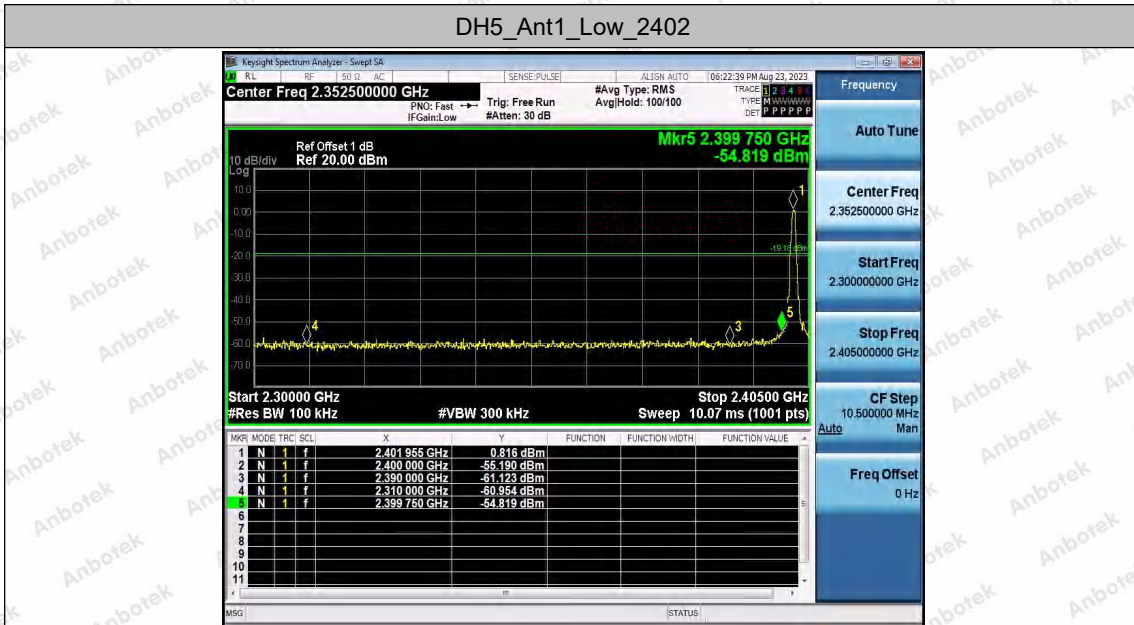 DH5_Ant1_Low_2402
Keysight Spectrum Analyzer - Swept SA
RL RF 50 Ω AC SENSE:PULSE ALIGN AUTO 06:22:39 PM Aug 23, 2023
Center Freq 2.352500000 GHz
PNO: Fast
IFGain:Low
Trig: Free Run
#Atten: 30 dB
#Avg Type: RMS
Avg|Hold: 100/100
TRACE 1 2 3 4 5 6
TYPE M WWWWW
DET P P P P P P
Mkr5 2.399 750 GHz
-54.819 dBm
Ref Offset 1 dB
10 dB/div Ref 20.00 dBm
Log
10.0
0.00
-10.0
-20.0
-30.0
-40.0
-50.0
-60.0
-70.0
1
-19.18 dBm
5
4
3
Start 2.30000 GHz Stop 2.40500 GHz
#Res BW 100 kHz #VBW 300 kHz Sweep 10.07 ms (1001 pts)
MKR MODE TRC SCL X Y FUNCTION FUNCTION WIDTH FUNCTION VALUE
1 N 1 f 2.401 955 GHz 0.816 dBm
2 N 1 f 2.400 000 GHz -55.190 dBm
3 N 1 f 2.390 000 GHz -61.123 dBm
4 N 1 f 2.310 000 GHz -60.954 dBm
5 N 1 f 2.399 750 GHz -54.819 dBm
6
7
8
9
10
11
MSG STATUS
Frequency
Auto Tune
Center Freq
2.352500000 GHz
Start Freq
2.300000000 GHz
Stop Freq
2.405000000 GHz
CF Step
10.500000 MHz
Auto Man
Freq Offset
0 Hz
Anbotek